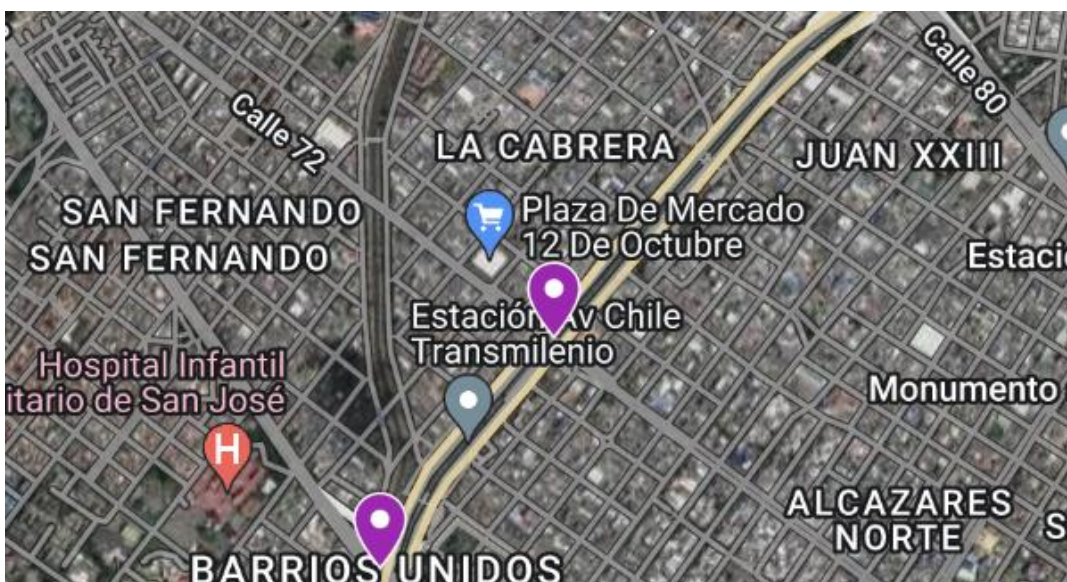 Calle 80
Calle 72
LA CABRERA
JUAN XXIII
SAN FERNANDO
SAN FERNANDO
Plaza De Mercado
12 De Octubre
Estació
Estación Av Chile
Transmilenio
Hospital Infantil
itario de San José
H
Monumento
ALCAZARES
NORTE
S
BARRIOS UNIDOS